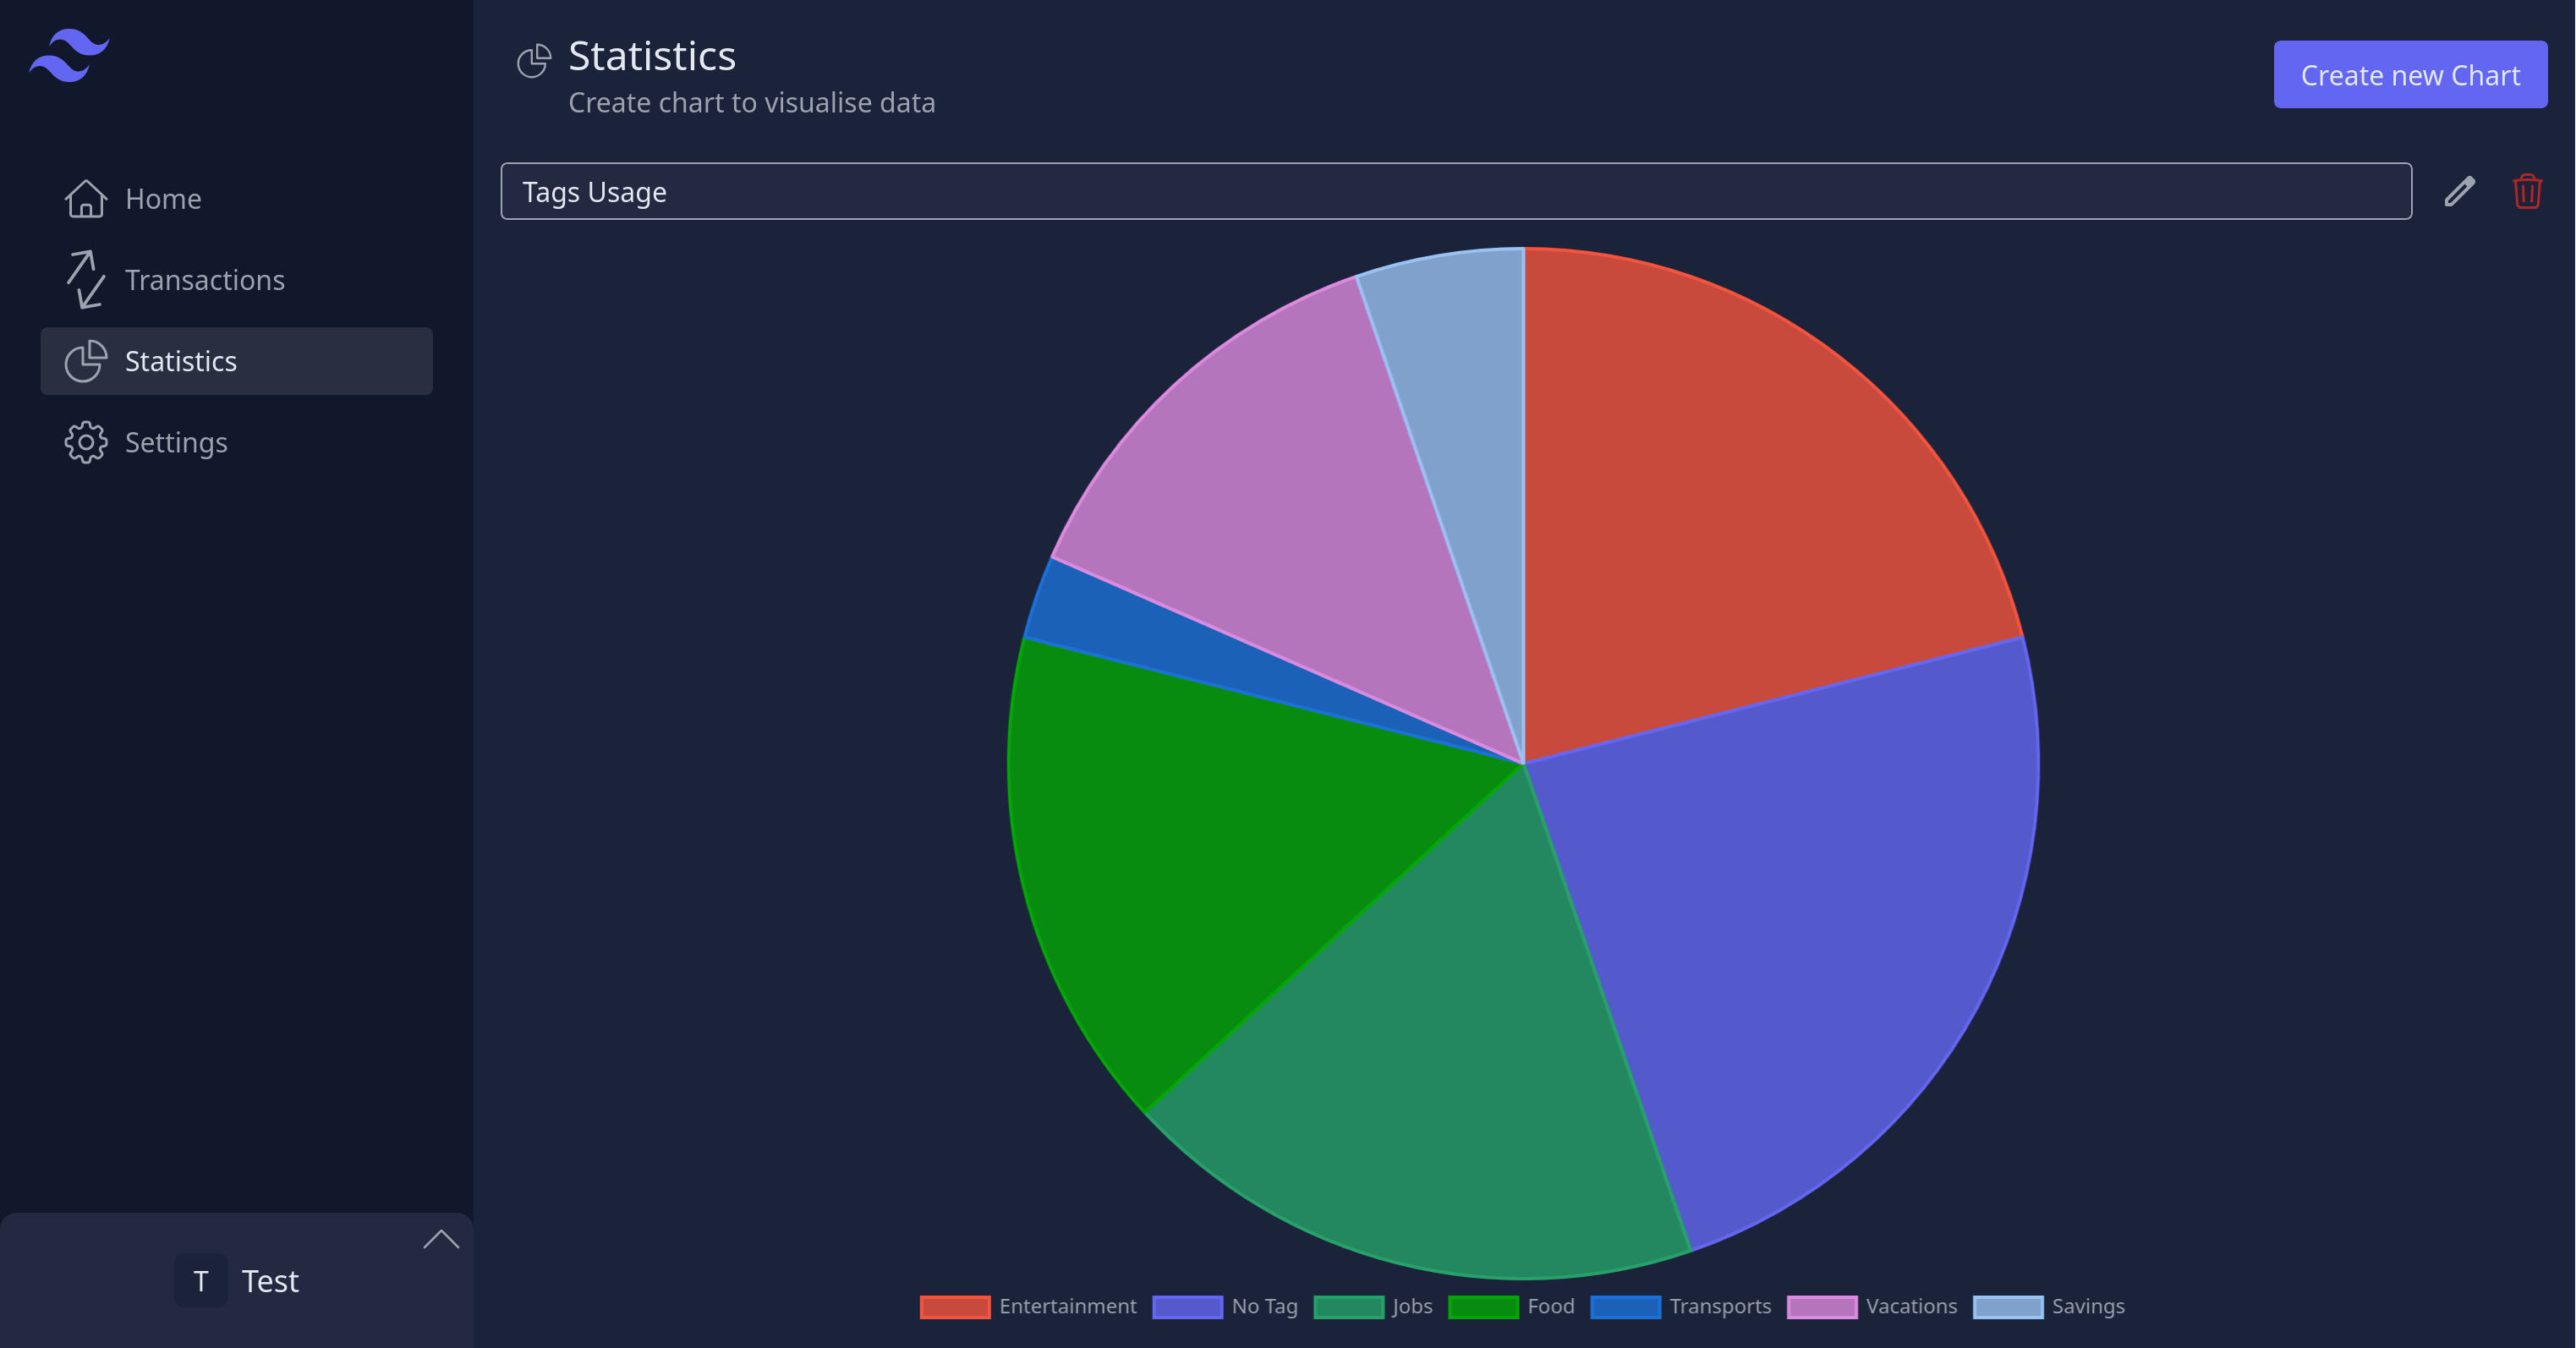 Home
Transactions
Statistics
Settings
T Test
Statistics
Create chart to visualise data
Create new Chart
Tags Usage
Entertainment No Tag Jobs Food Transports Vacations Savings